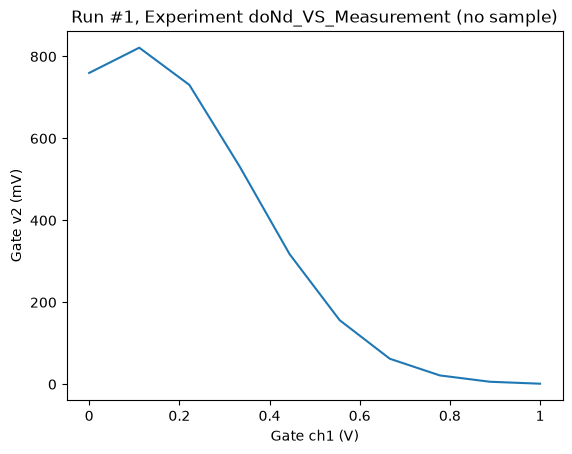 Run #1, Experiment doNd_VS_Measurement (no sample)
800
600
400
200
0
Gate v2 (mV)
0 0.2 0.4 0.6 0.8 1
Gate ch1 (V)